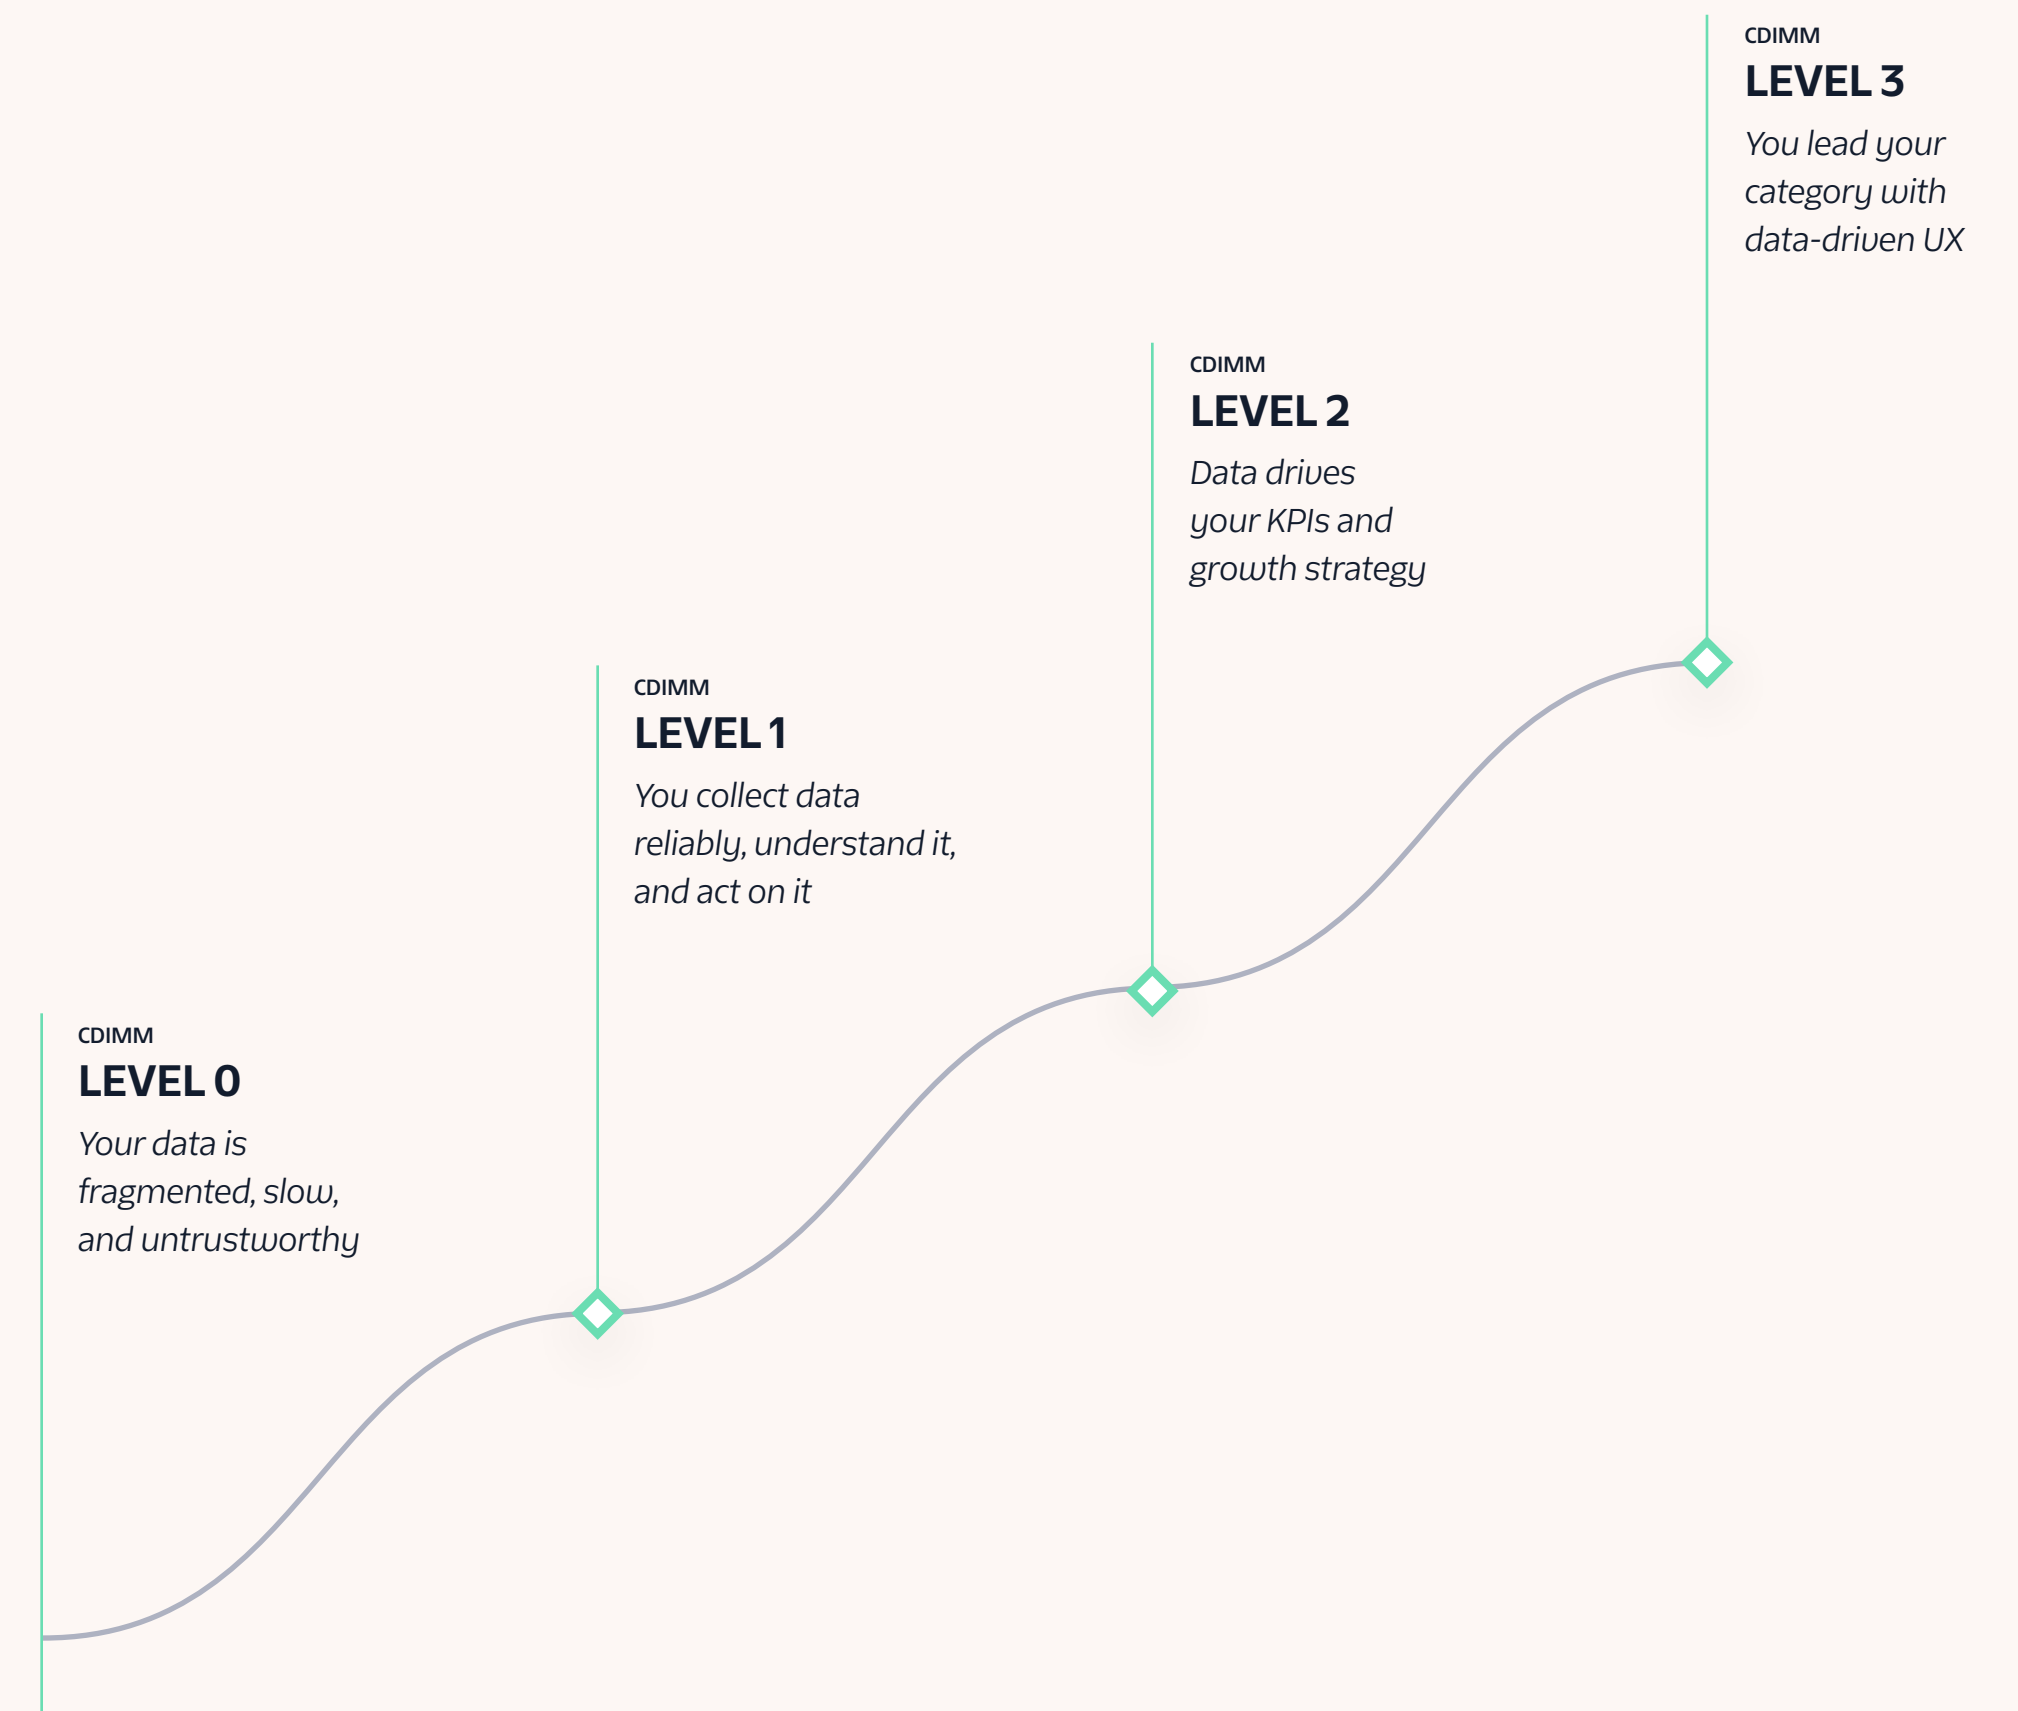 CDIMM
LEVEL 3
You lead your
category with
data-driven UX
CDIMM
LEVEL 2
Data drives
your KPIs and
growth strategy
CDIMM
LEVEL 1
You collect data
reliably, understand it,
and act on it
CDIMM
LEVEL 0
Your data is
fragmented, slow,
and untrustworthy